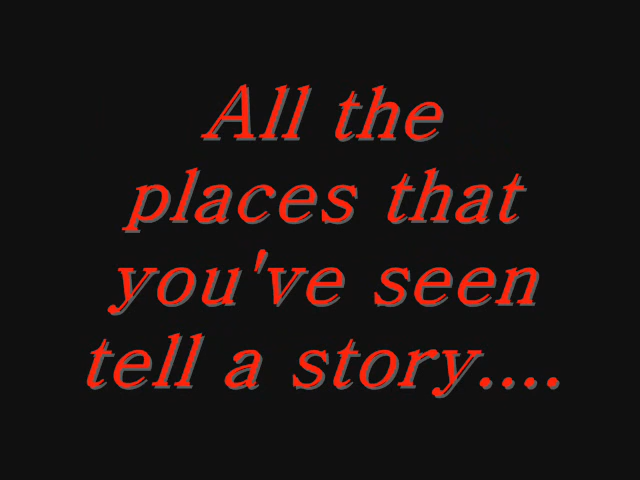 All the
places that
you've seen
tell a story....